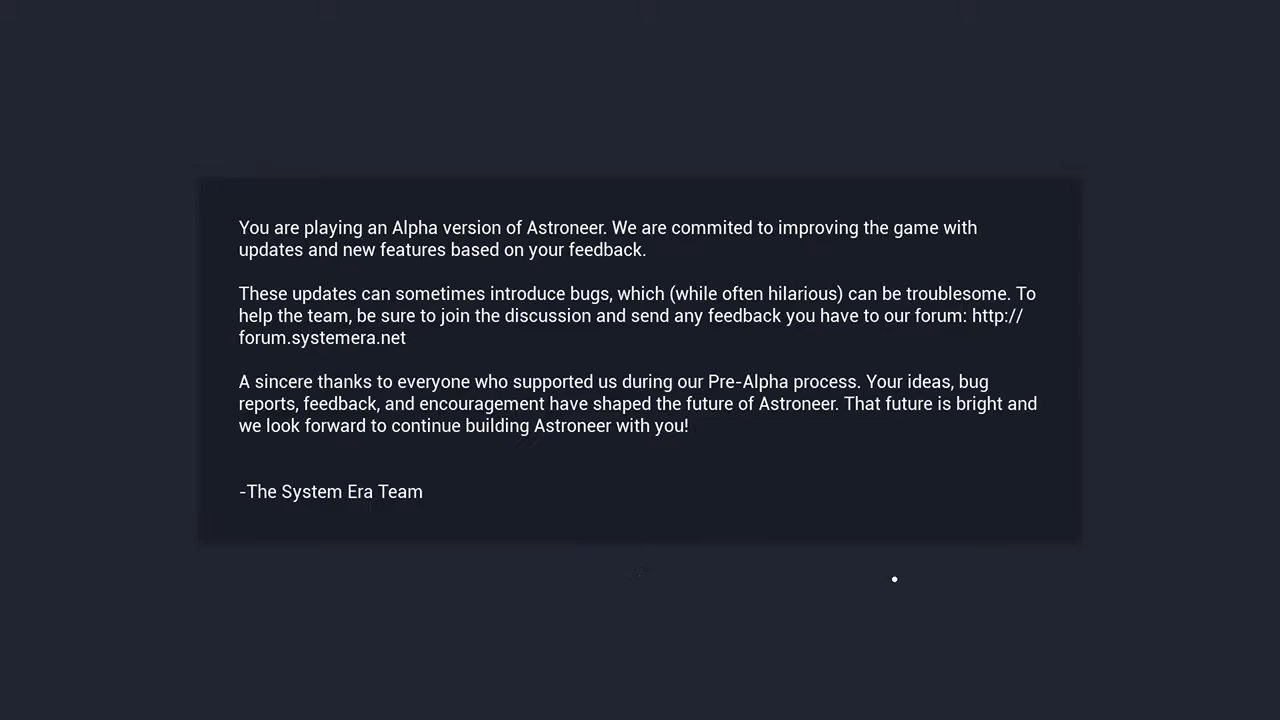 You are playing an Alpha version of Astroneer. We are commited to improving the game with
updates and new features based on your feedback.
These updates can sometimes introduce bugs, which (while often hilarious) can be troublesome. To
help the team, be sure to join the discussion and send any feedback you have to our forum: http://
forum.systemera.net
A sincere thanks to everyone who supported us during our Pre-Alpha process. Your ideas, bug
reports, feedback, and encouragement have shaped the future of Astroneer. That future is bright and
we look forward to continue building Astroneer with you!
-The System Era Team